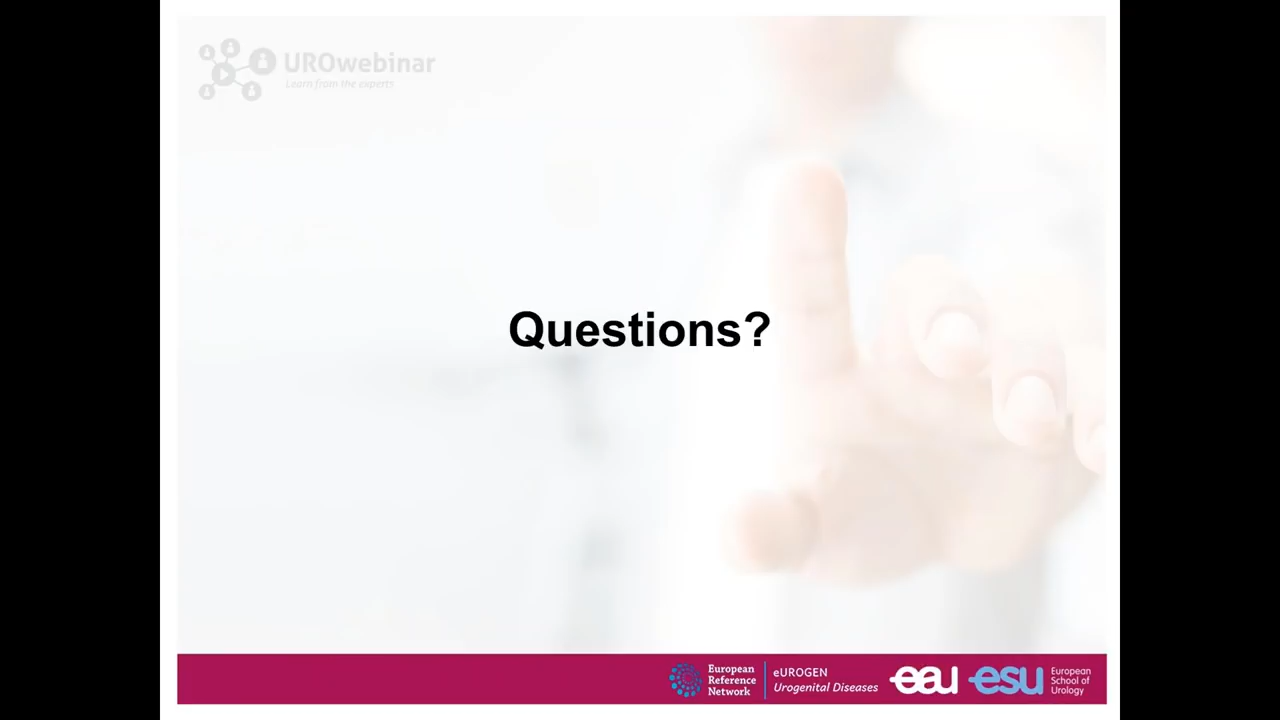 UROwebinar
Learn from the experts
Questions?
European
Reference
Network
eUROGEN
Urogenital Diseases
eau
esu
European
School of
Urology